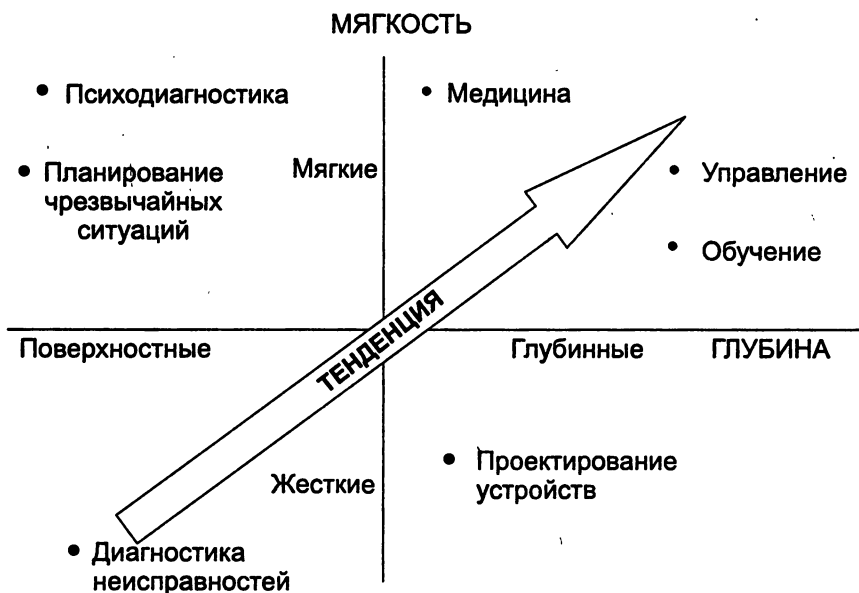 МЯГКОСТЬ
• Психодиагностика
• Медицина
• Планирование
чрезвычайных
ситуаций
Мягкие
• Управление
• Обучение
ТЕНДЕНЦИЯ
Поверхностные
Глубинные
ГЛУБИНА
Жесткие
• Проектирование
устройств
• Диагностика
неисправностей